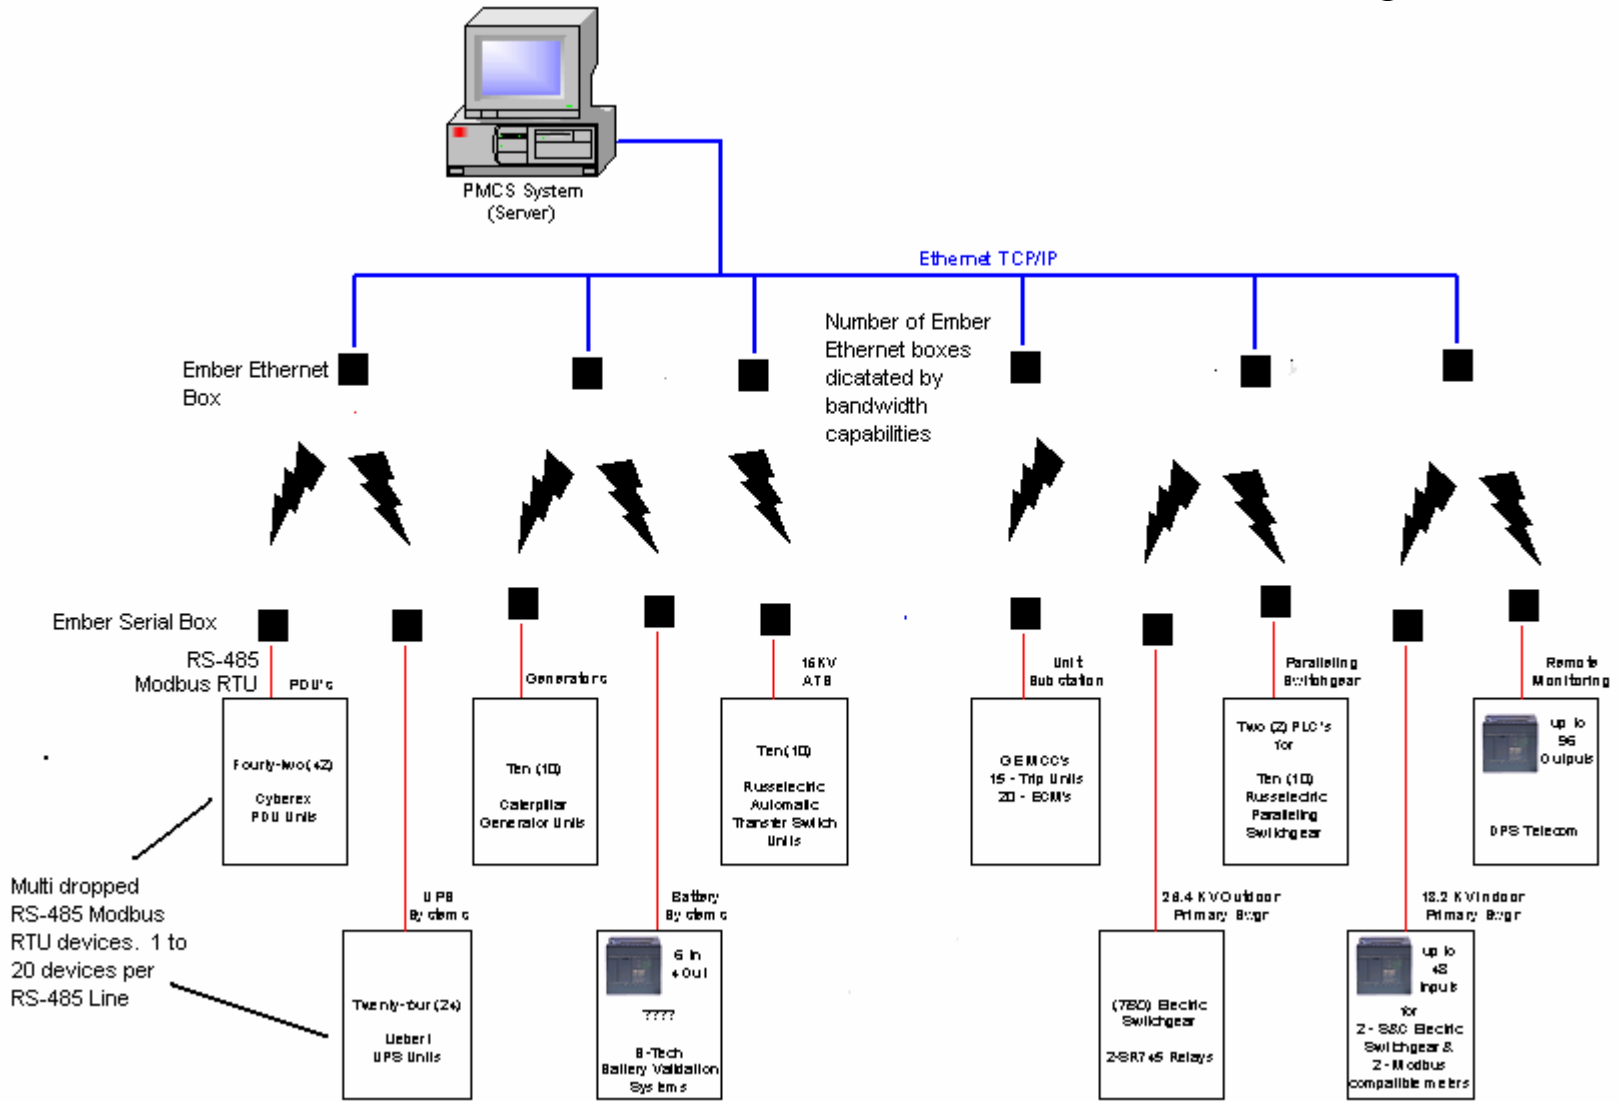 PMCS System
(Server)
Ethernet TCP/IP
Number of Ember
Ethernet boxes
dicatated by
bandwidth
capabilities
Ember Ethernet
Box
Ember Serial Box
RS-485
Modbus RTU
PDU's
Generators
16KV
ATS
Unit
Substation
Paralleling
Switchgear
Remote
Monitoring
Fourty-two(42)
Cyberex
PDU Units
Ten (10)
Caterpillar
Generator Units
Ten(10)
Russelectric
Automatic
Transfer Switch
Units
GEMCC's
15 - Trip Units
20 - ECM's
Two (2) PLC's
for
Ten (10)
Russelectric
Paralleling
Switchgear
up to
96
Outputs
DPS Telecom
Multi dropped
RS-485 Modbus
RTU devices. 1 to
20 devices per
RS-485 Line
UPS
Systems
Battery
Systems
26.4 KV Outdoor
Primary Swgr
13.2 KV Indoor
Primary Swgr
Twenty-four (24)
Liebert
UPS Units
6 In
4 Out
????
B-Tech
Battery Validation
Systems
(TBD) Electric
Switchgear
2-SR745 Relays
up to
48
Inputs
for
2 - S&C Electric
Switchgear &
2 - Modbus
compatible meters